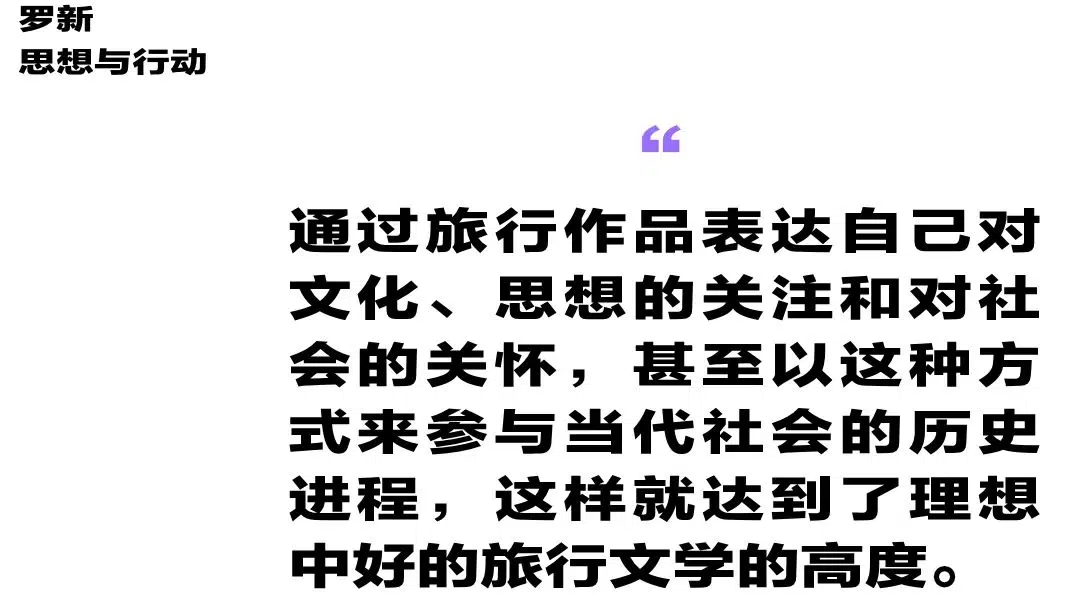 罗新
思想与行动
“
通过旅行作品表达自己对
文化、思想的关注和对社
会的关怀，甚至以这种方
式来参与当代社会的历史
进程，这样就达到了理想
中好的旅行文学的高度。